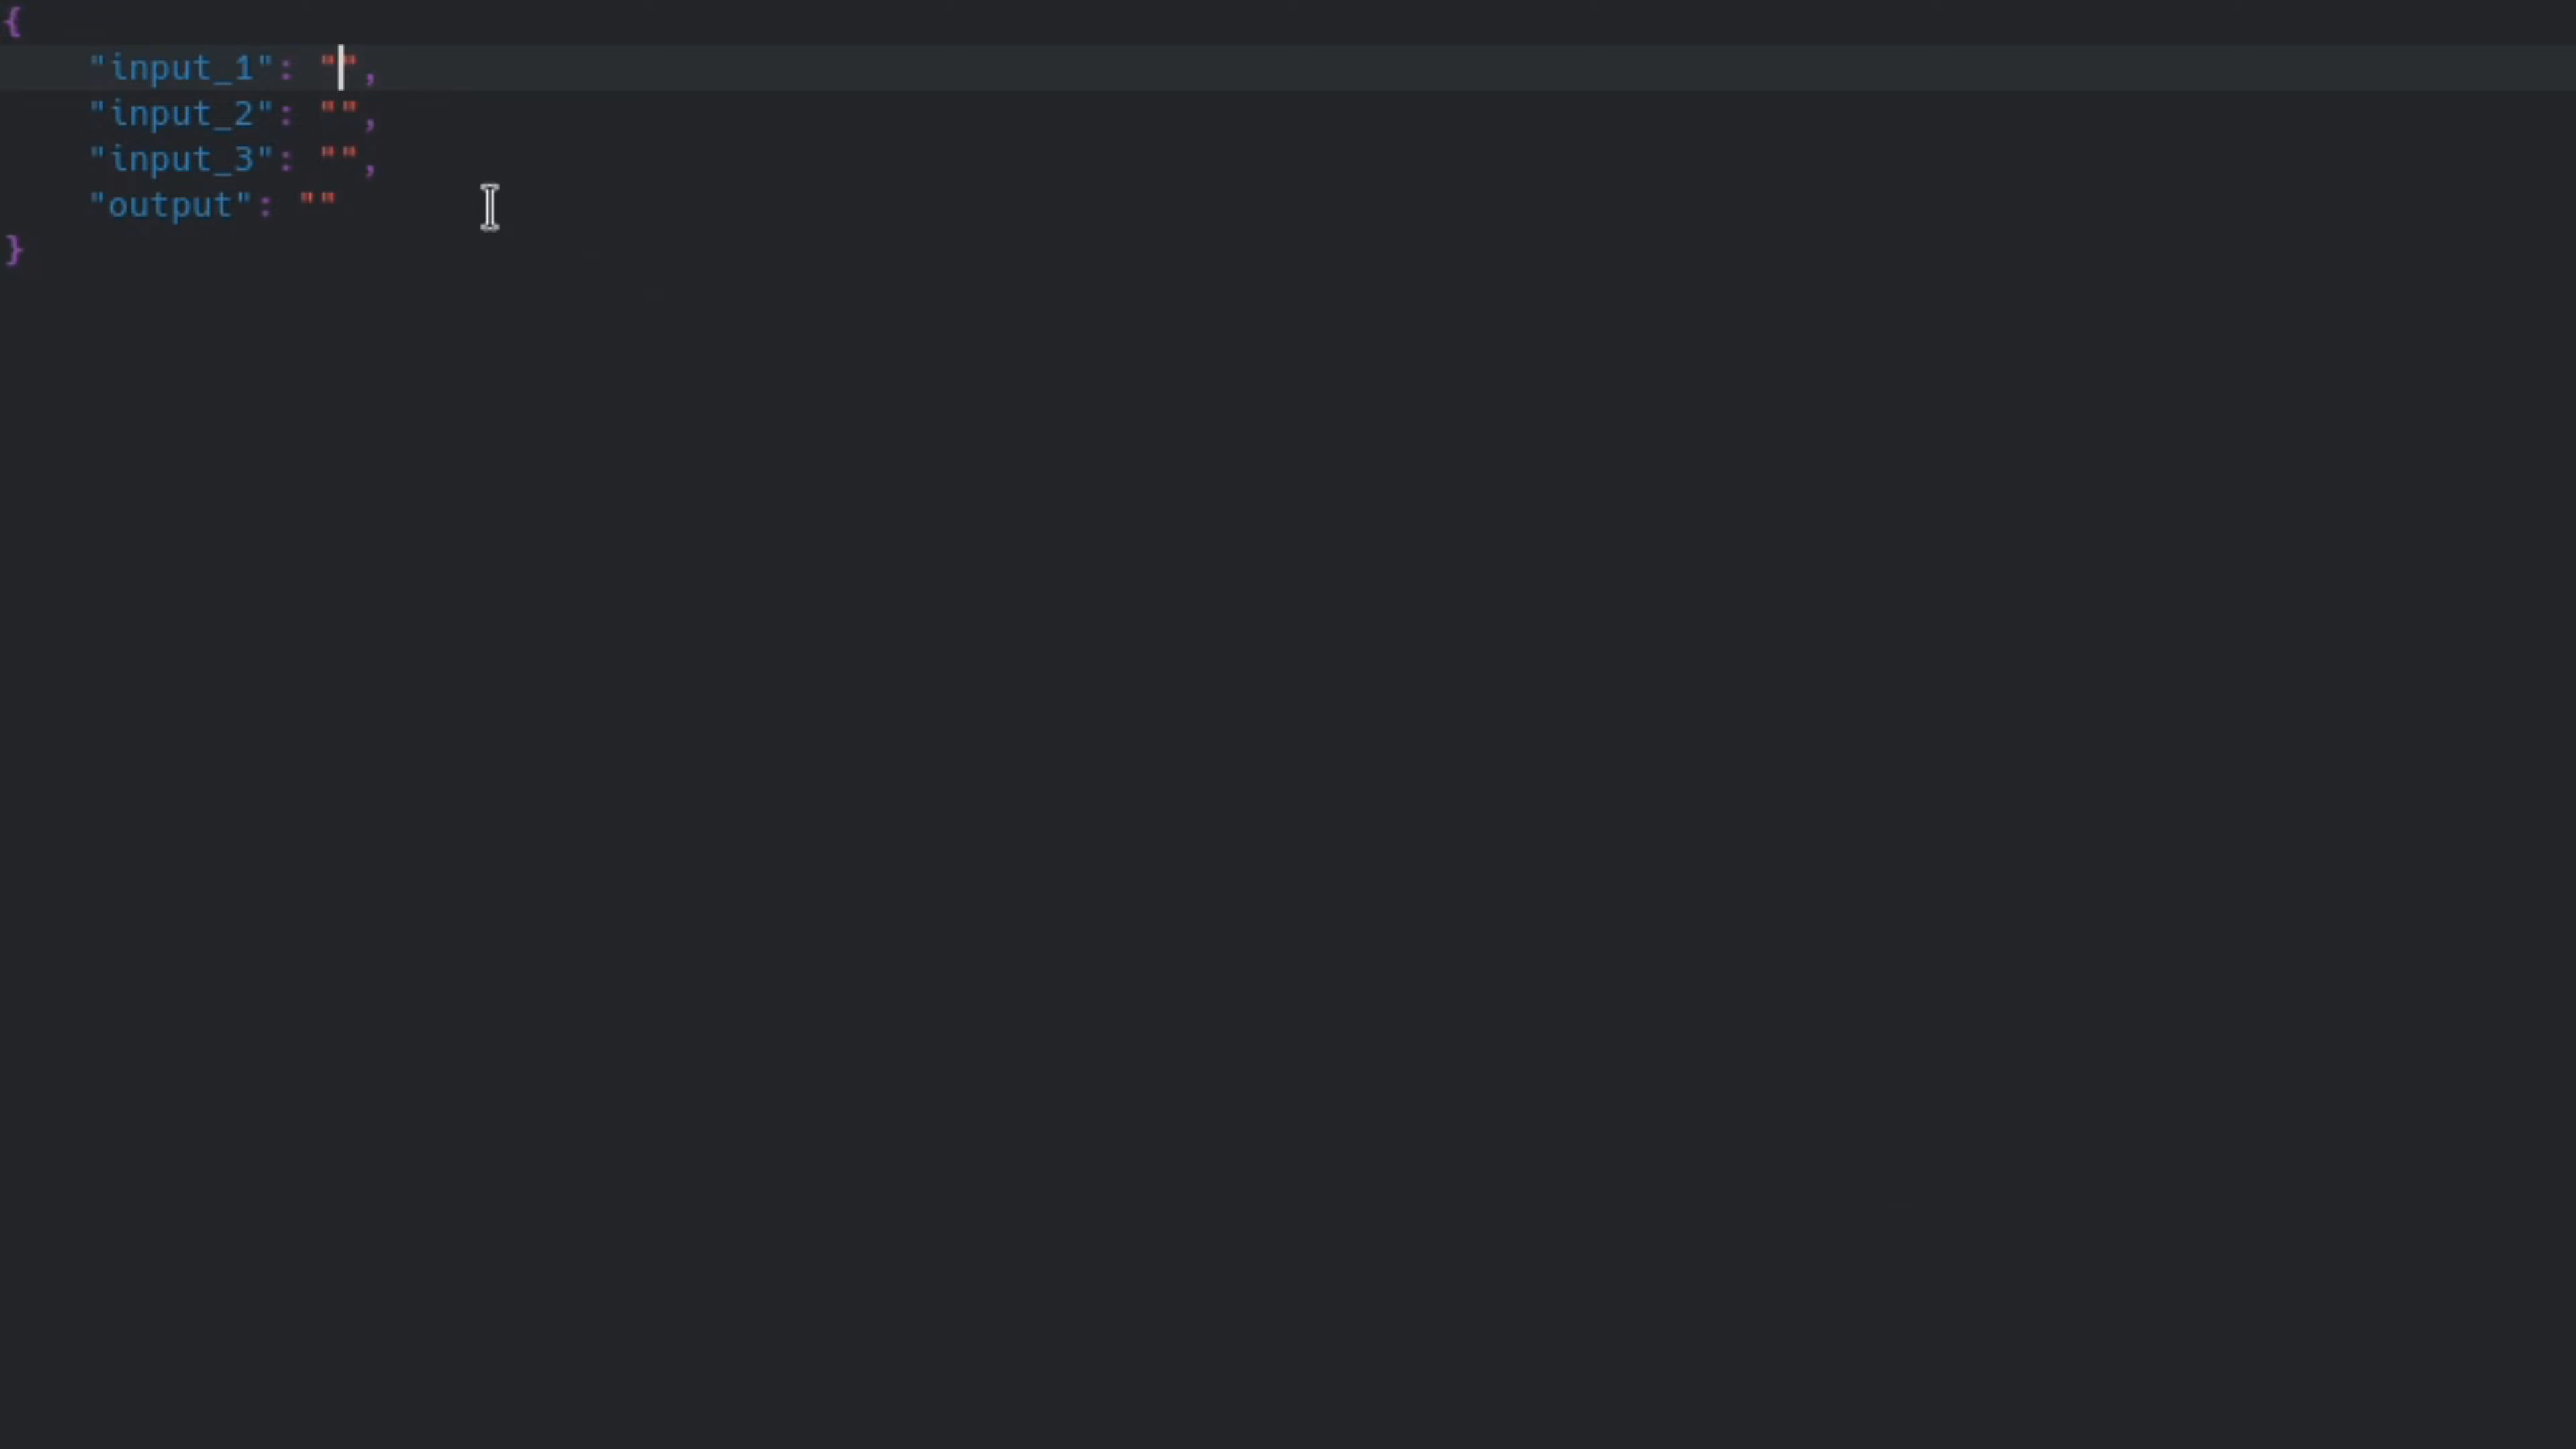 {
    "input_1": "",
    "input_2": "",
    "input_3": "",
    "output": ""
}